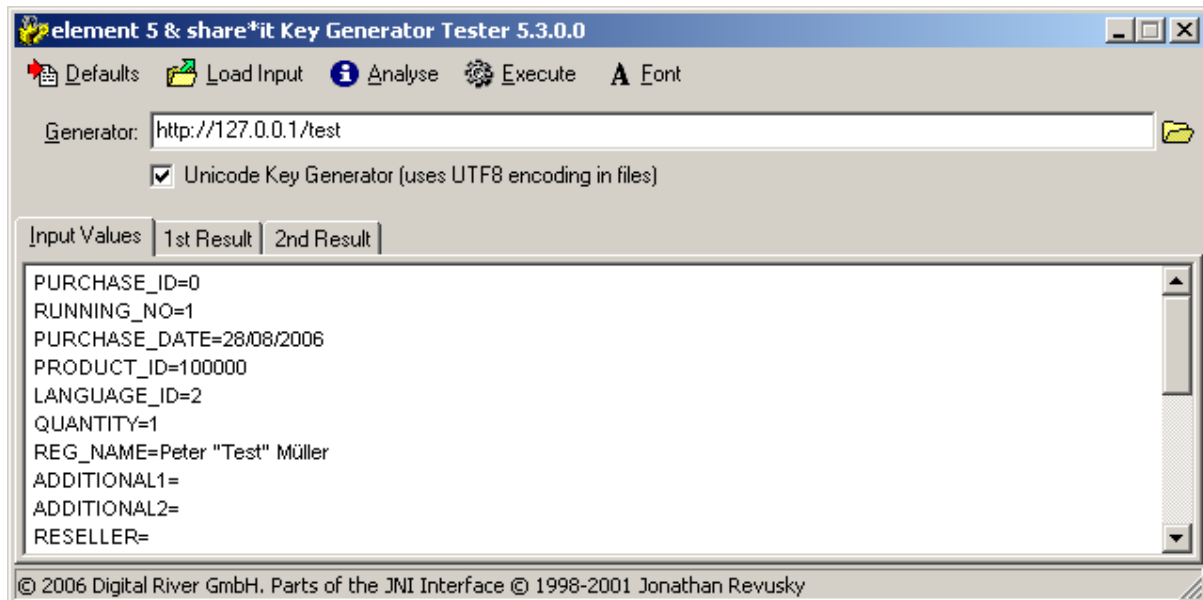 element 5 & share*it Key Generator Tester 5.3.0.0
Defaults Load Input Analyse Execute A Font
Generator: http://127.0.0.1/test
Unicode Key Generator (uses UTF8 encoding in files)
Input Values 1st Result 2nd Result
PURCHASE_ID=0
RUNNING_NO=1
PURCHASE_DATE=28/08/2006
PRODUCT_ID=100000
LANGUAGE_ID=2
QUANTITY=1
REG_NAME=Peter "Test" Müller
ADDITIONAL1=
ADDITIONAL2=
RESELLER=
© 2006 Digital River GmbH. Parts of the JNI Interface © 1998-2001 Jonathan Revusky